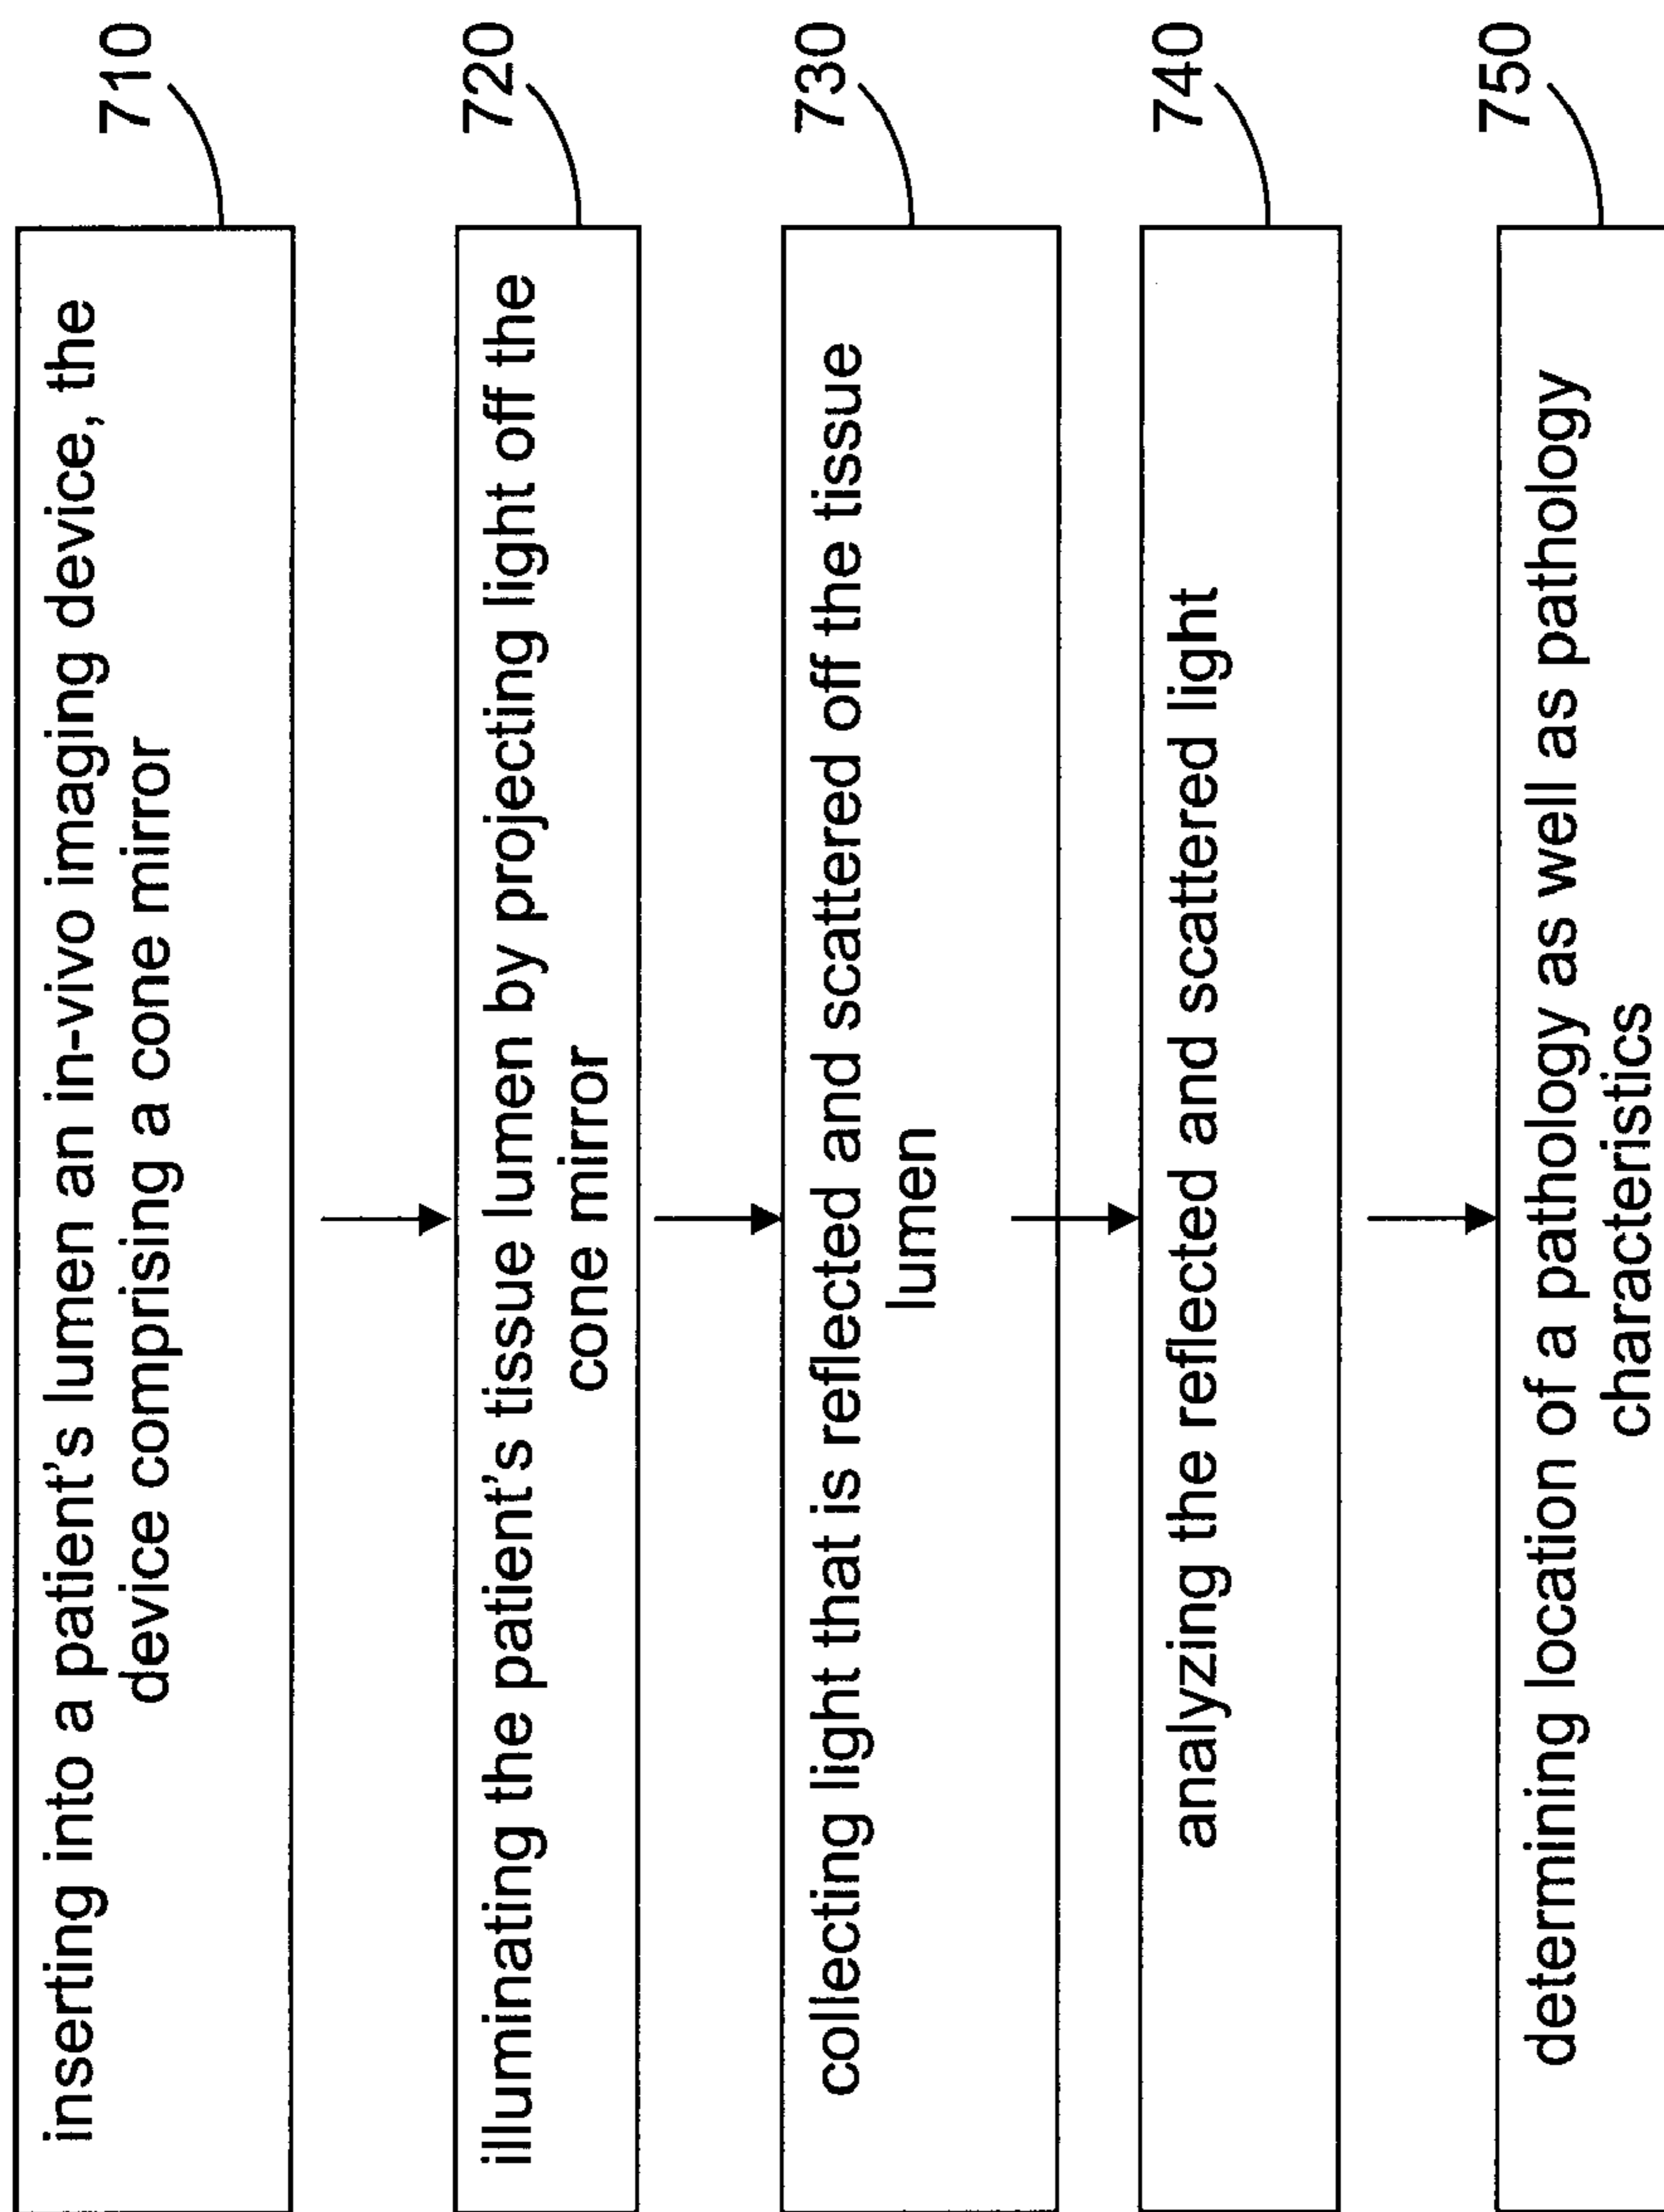 inserting into a patient's lumen an in-vivo imaging device, the
device comprising a cone mirror
710
illuminating the patient's tissue lumen by projecting light off the
cone mirror
720
collecting light that is reflected and scattered off the tissue
lumen
730
analyzing the reflected and scattered light
740
determining location of a pathology as well as pathology
characteristics
750